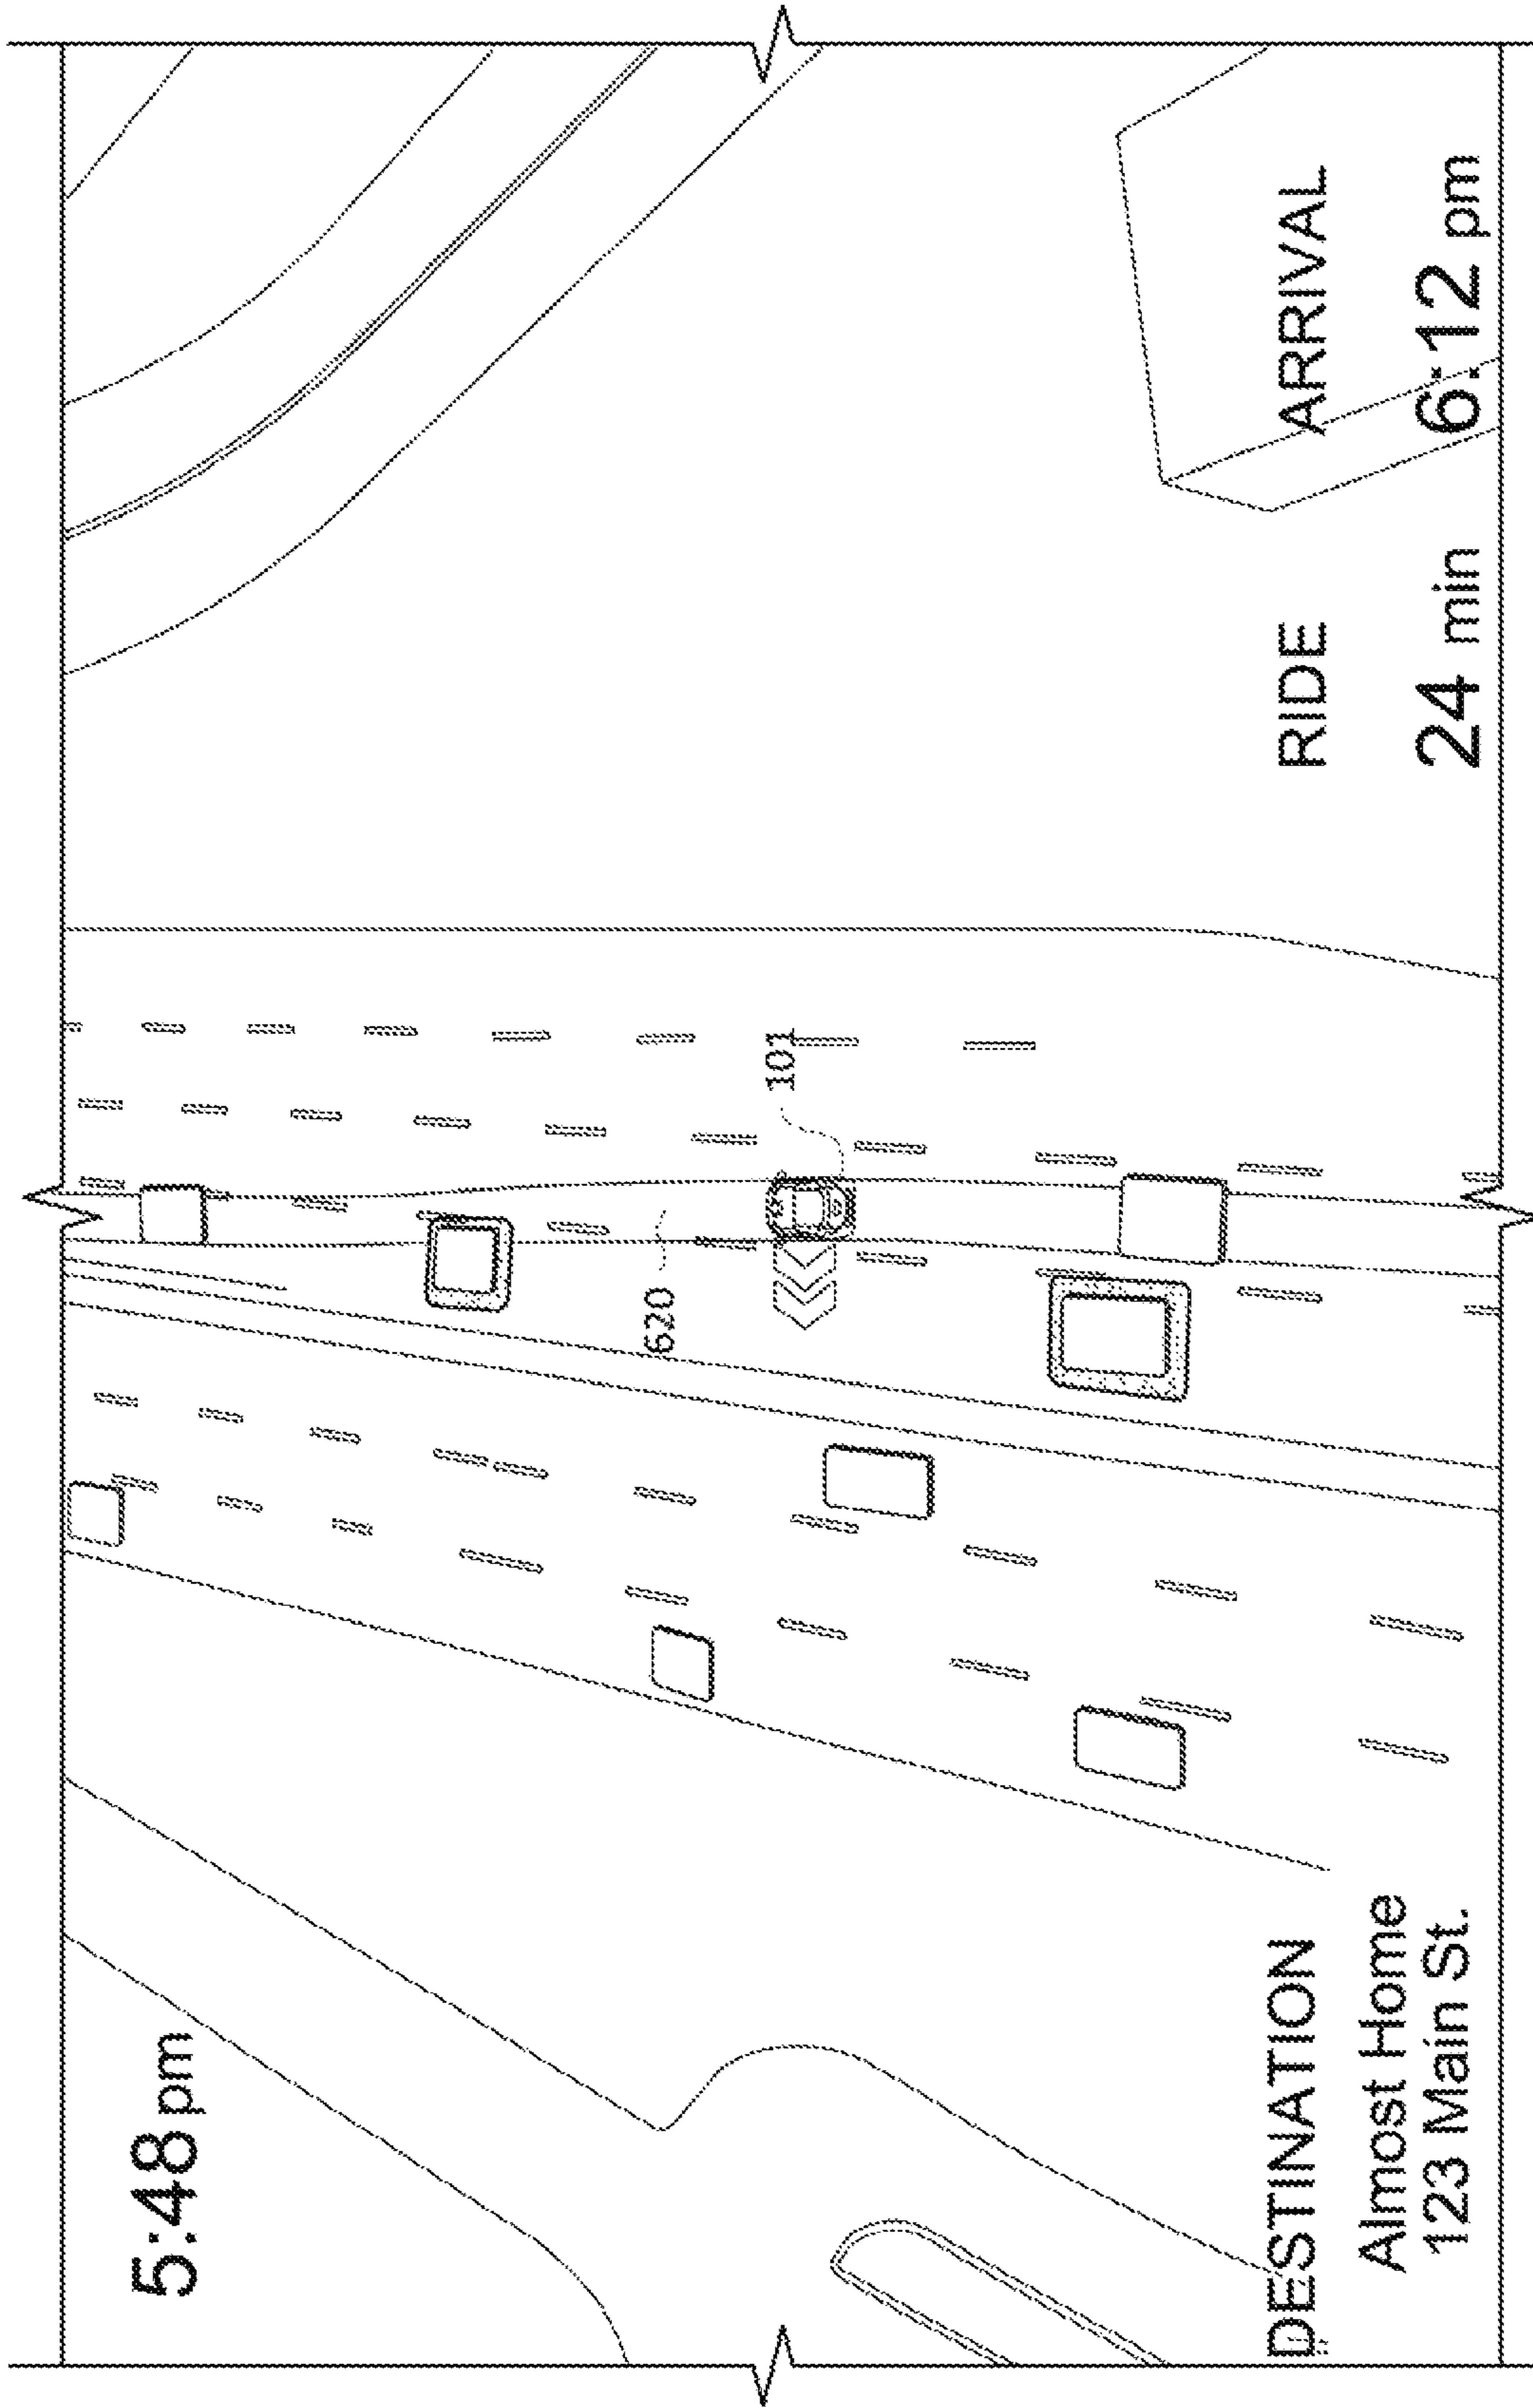 5:48 pm
620
101
DESTINATION
Almost Home
123 Main St.
RIDE
24 min
ARRIVAL
6:12 pm